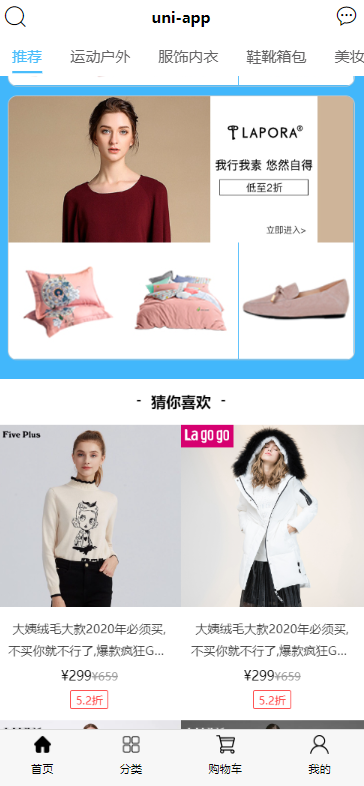 uni-app
推荐 运动户外 服饰内衣 鞋靴箱包 美妆
LAPORA®
我行我素 悠然自得
低至2折
立即进入>
- 猜你喜欢 -
Five Plus
La gogo
大姨绒毛大款2020年必须买,
不买你就不行了,爆款疯狂G...
¥299¥659
5.2折
大姨绒毛大款2020年必须买,
不买你就不行了,爆款疯狂G...
¥299¥659
5.2折
首页 分类 购物车 我的